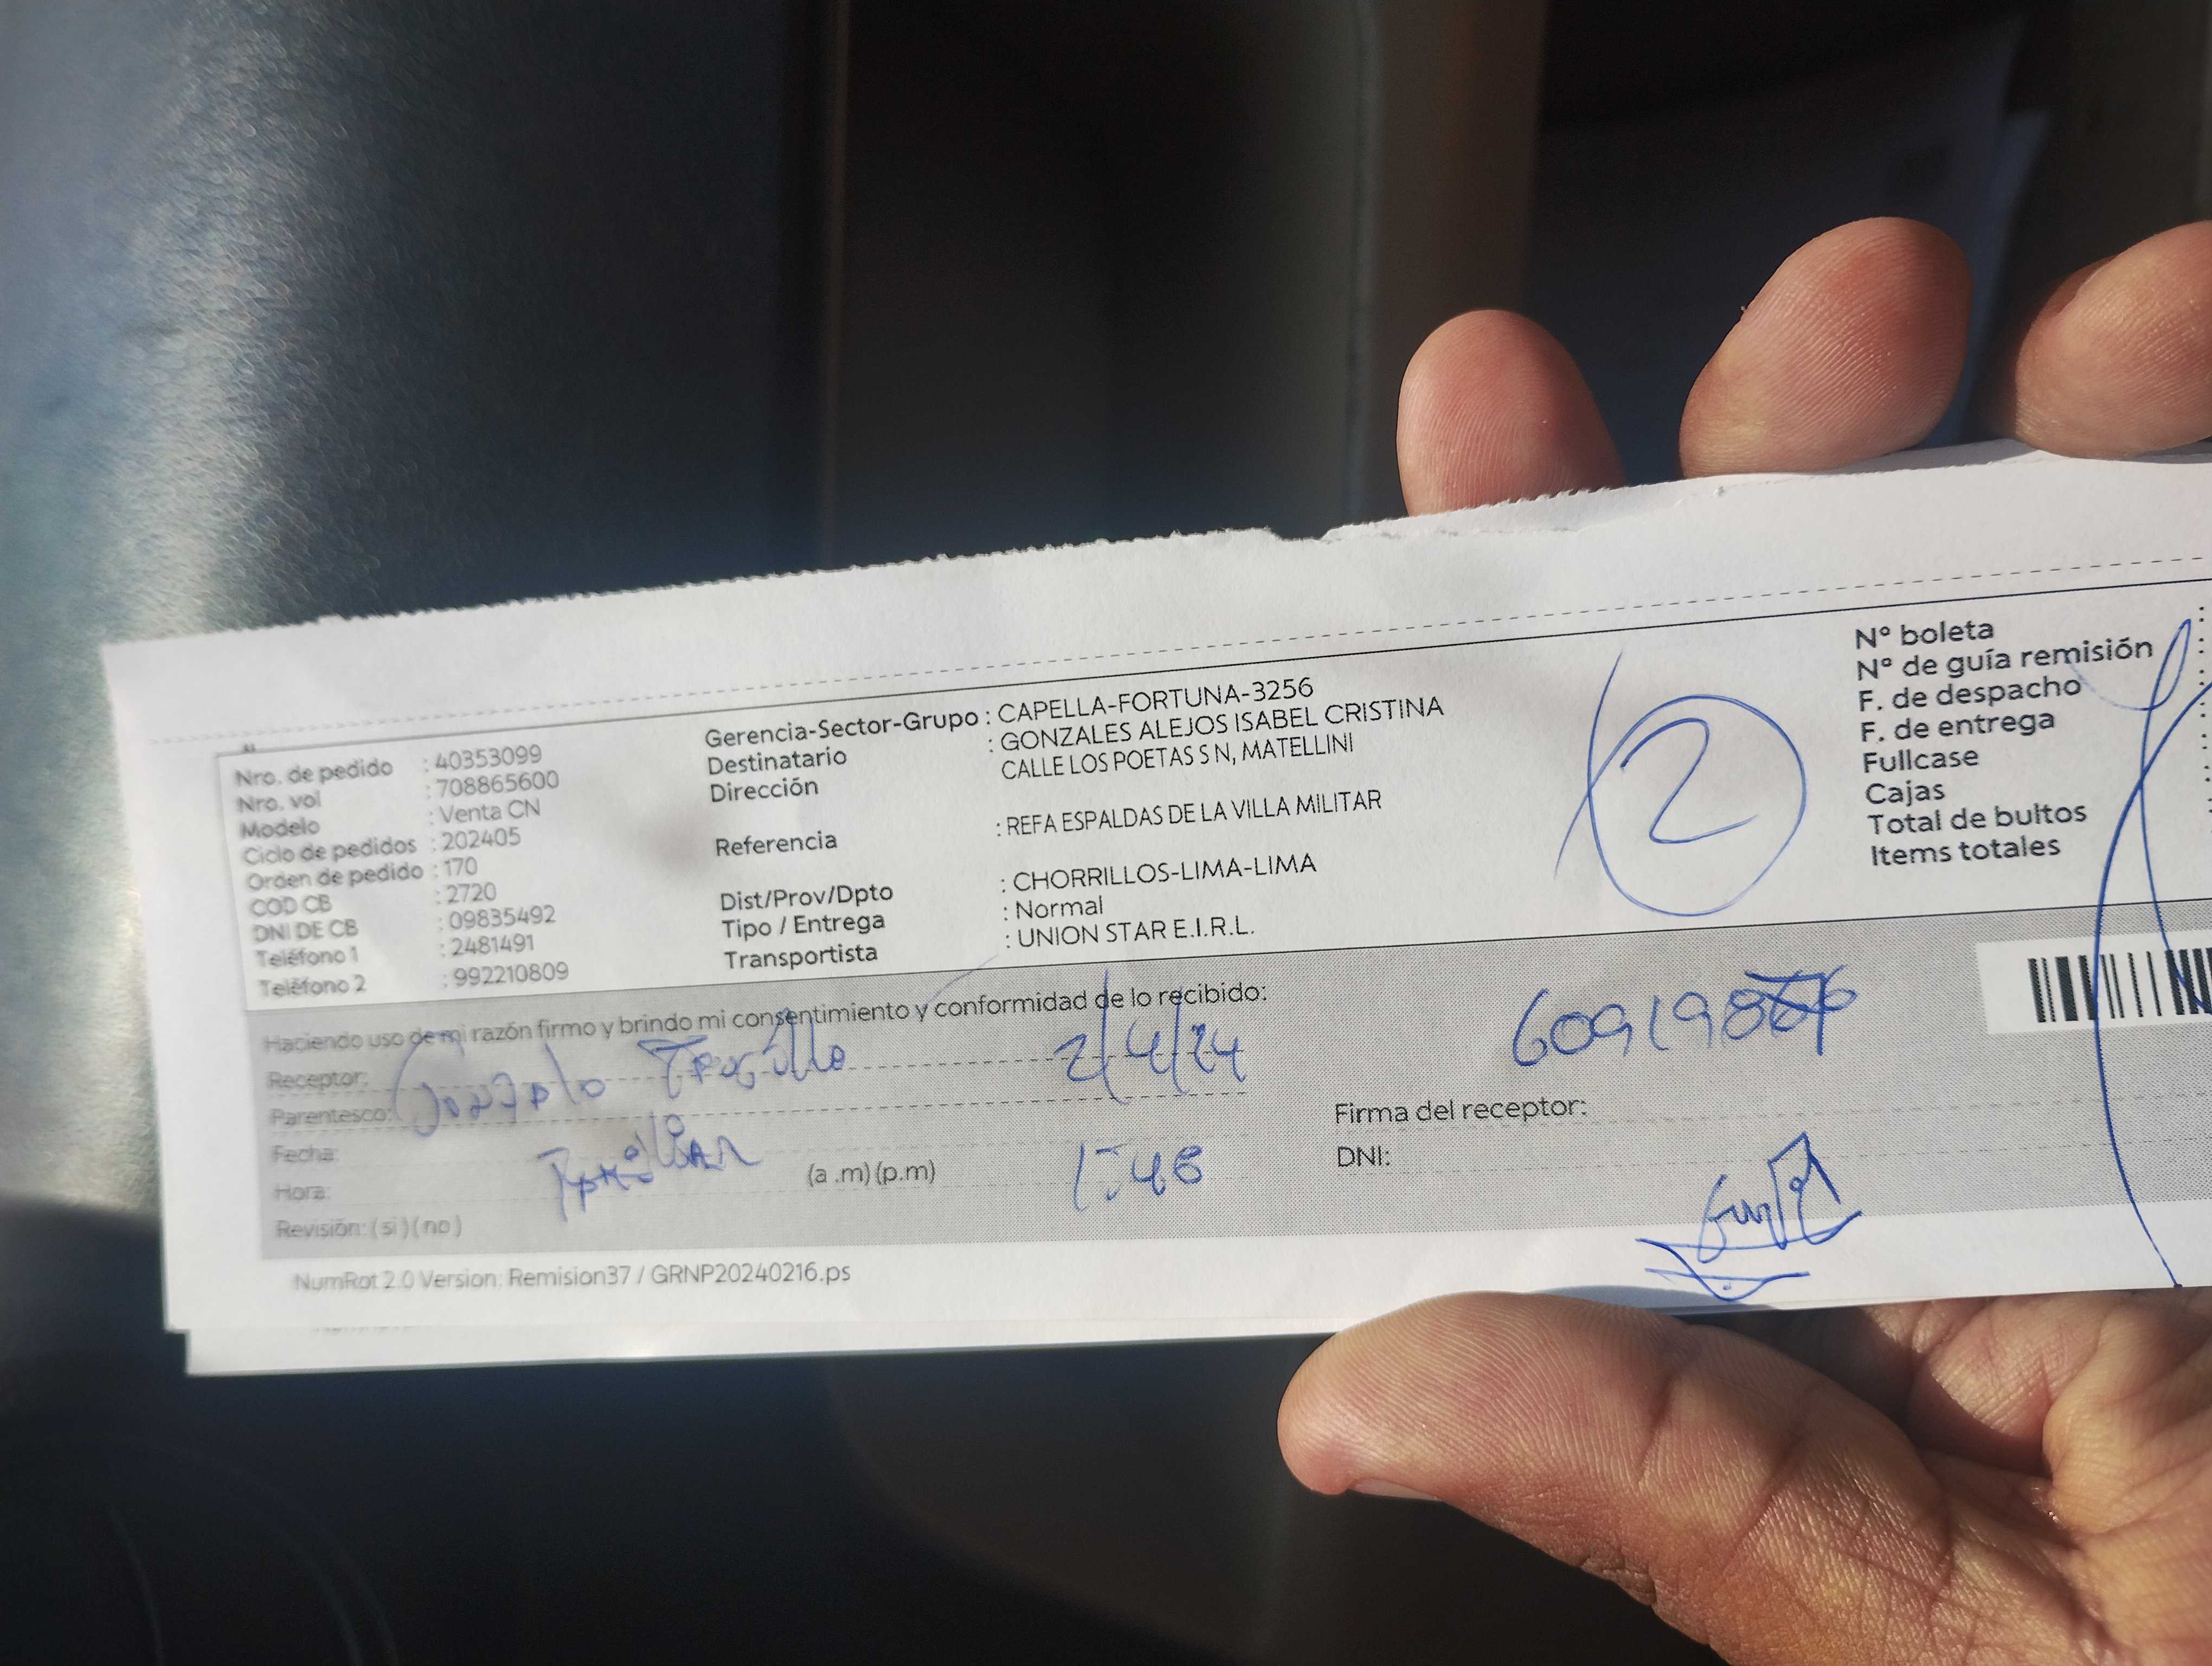 Nro. de pedido : 40353099
Nro. vol : 708865600
Modelo : Venta CN
Ciclo de pedidos : 202405
Orden de pedido : 170
COD CB : 2720
DNI DE CB : 09835492
Teléfono 1 : 2481491
Teléfono 2 : 992210809
Gerencia-Sector-Grupo : CAPELLA-FORTUNA-3256
Destinatario : GONZALES ALEJOS ISABEL CRISTINA
Dirección CALLE LOS POETAS S N, MATELLINI
Referencia : REFA ESPALDAS DE LA VILLA MILITAR
Dist/Prov/Dpto : CHORRILLOS-LIMA-LIMA
Tipo / Entrega : Normal
Transportista : UNION STAR E.I.R.L.
2
N° boleta
N° de guía remisión
F. de despacho
F. de entrega
Fullcase
Cajas
Total de bultos
Items totales
Haciendo uso de mi razón firmo y brindo mi consentimiento y conformidad de lo recibido:
Receptor: Gonzalo 2/4/24
Parentesco:
Fecha:
Hora: (a .m) (p.m)
Revisión: ( si ) ( no )
Firma del receptor:
DNI:
NumRot 2.0 Version: Remision37 / GRNP20240216.ps